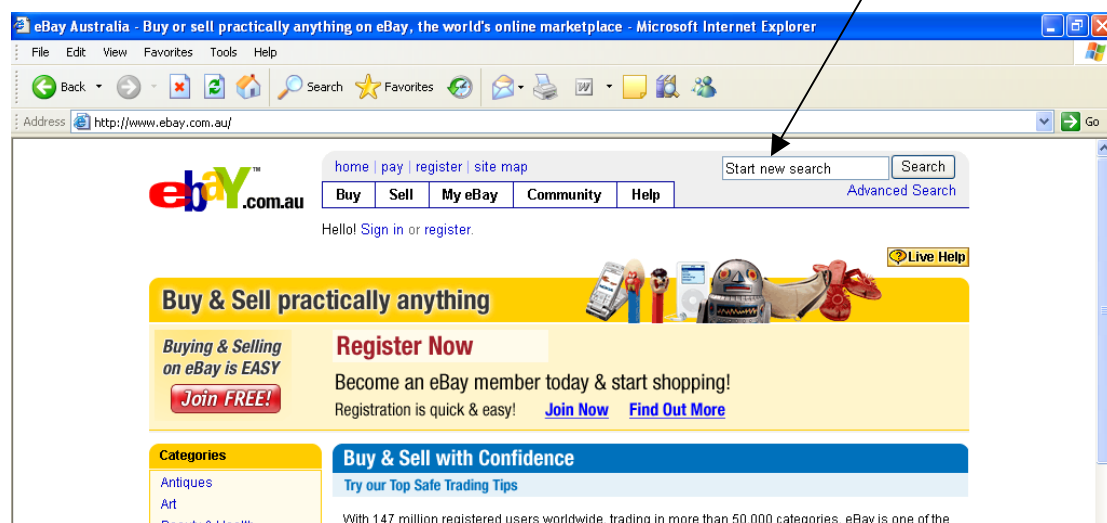 eBay Australia - Buy or sell practically anything on eBay, the world's online marketplace - Microsoft Internet Explorer
File Edit View Favorites Tools Help
Back Search Favorites
Address http://www.ebay.com.au/ Go
home | pay | register | site map
Start new search Search
ebaY™.com.au
Buy Sell My eBay Community Help
Advanced Search
Hello! Sign in or register.
Live Help
Buy & Sell practically anything
Buying & Selling
on eBay is EASY
Join FREE!
Register Now
Become an eBay member today & start shopping!
Registration is quick & easy! Join Now Find Out More
Categories
Antiques
Art
Buy & Sell with Confidence
Try our Top Safe Trading Tips
With 147 million registered users worldwide, trading in more than 50,000 categories, eBay is one of the